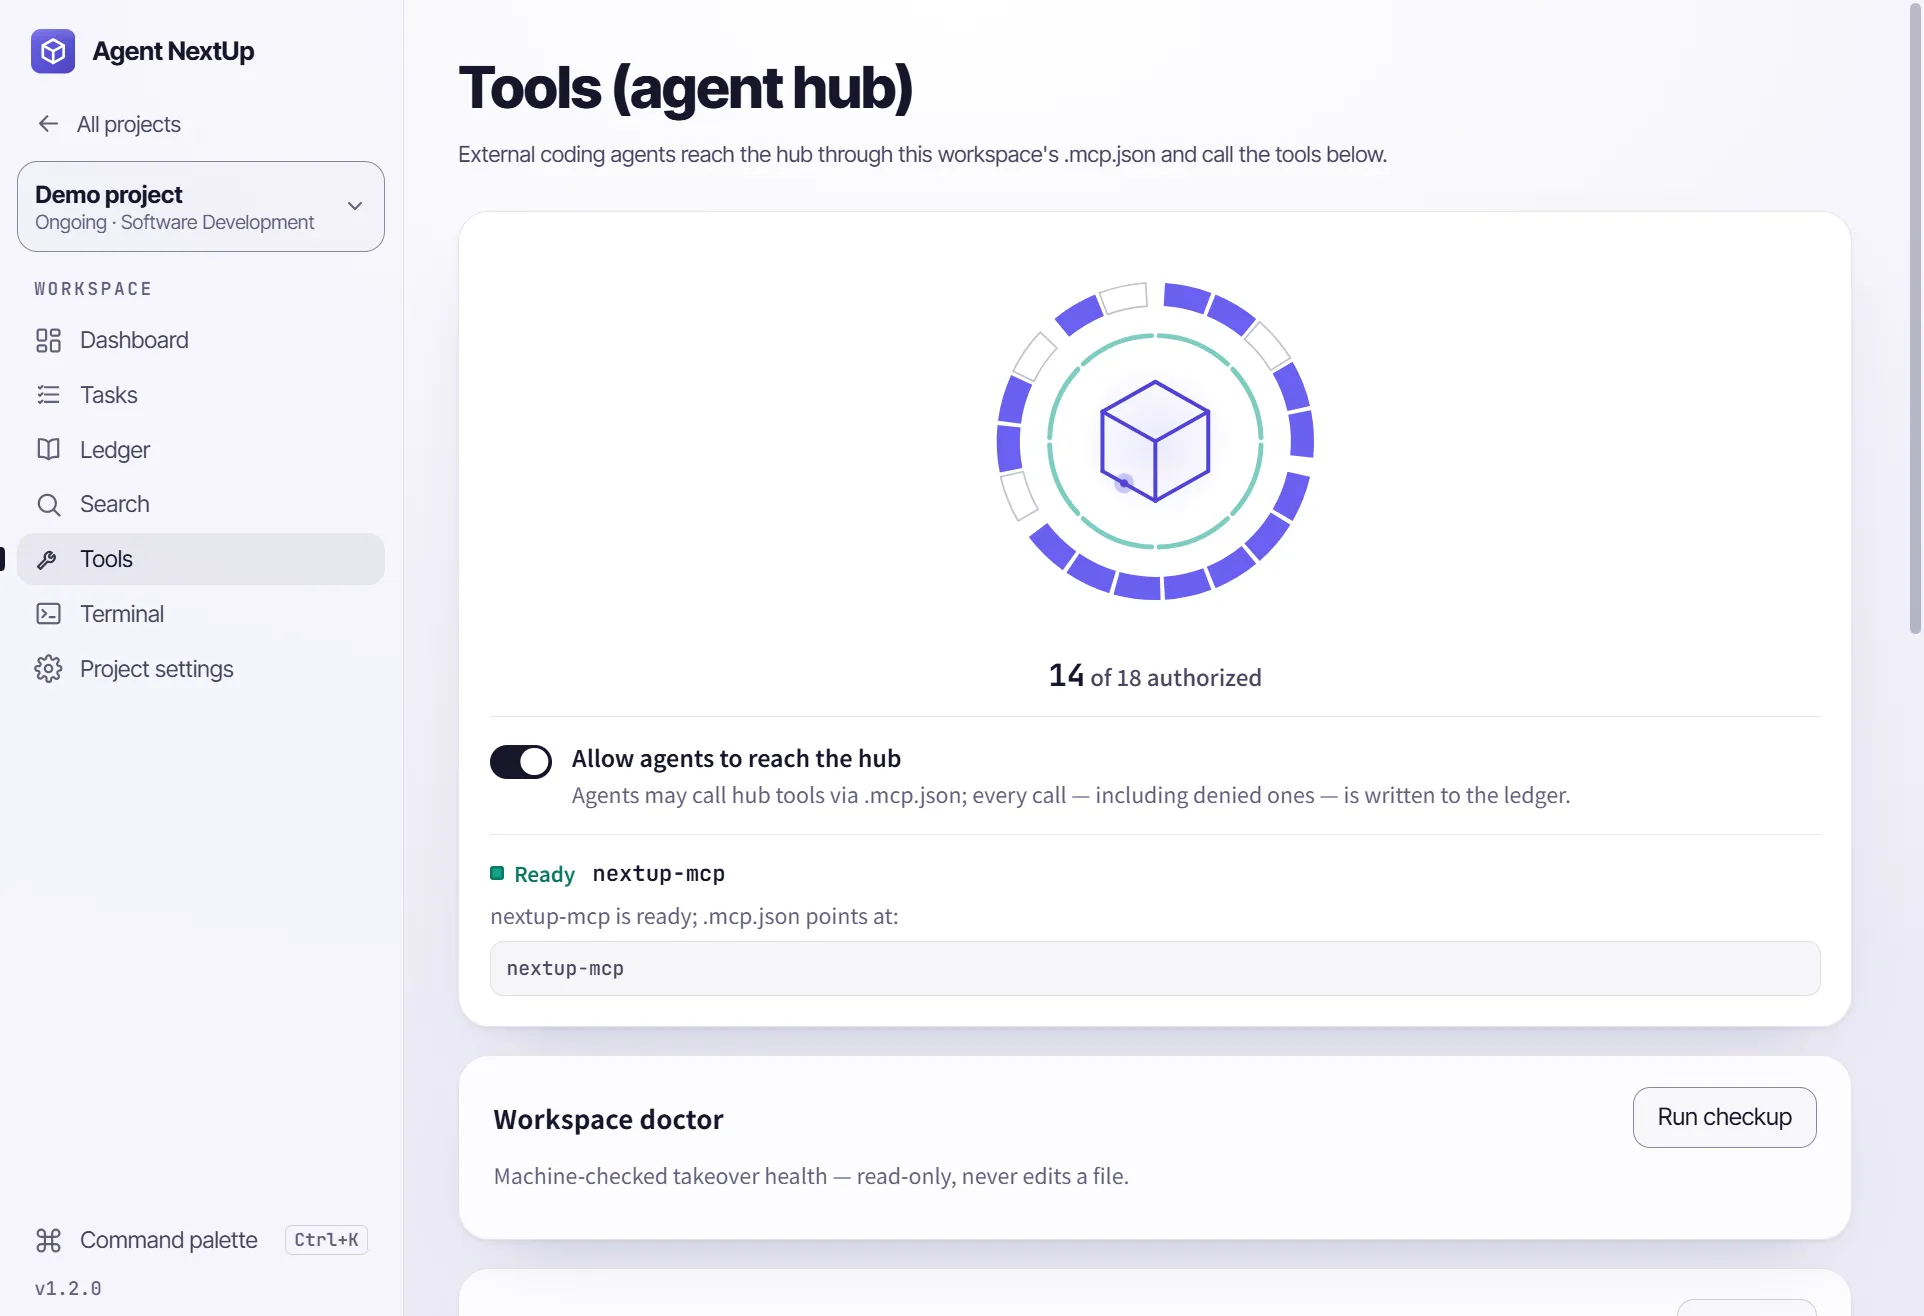 Agent NextUp
All projects
Demo project
Ongoing · Software Development
WORKSPACE
Dashboard
Tasks
Ledger
Search
Tools
Terminal
Project settings
Command palette Ctrl+K
v1.2.0
Tools (agent hub)
External coding agents reach the hub through this workspace's .mcp.json and call the tools below.
14 of 18 authorized
Allow agents to reach the hub
Agents may call hub tools via .mcp.json; every call — including denied ones — is written to the ledger.
Ready nextup-mcp
nextup-mcp is ready; .mcp.json points at:
nextup-mcp
Workspace doctor
Run checkup
Machine-checked takeover health — read-only, never edits a file.